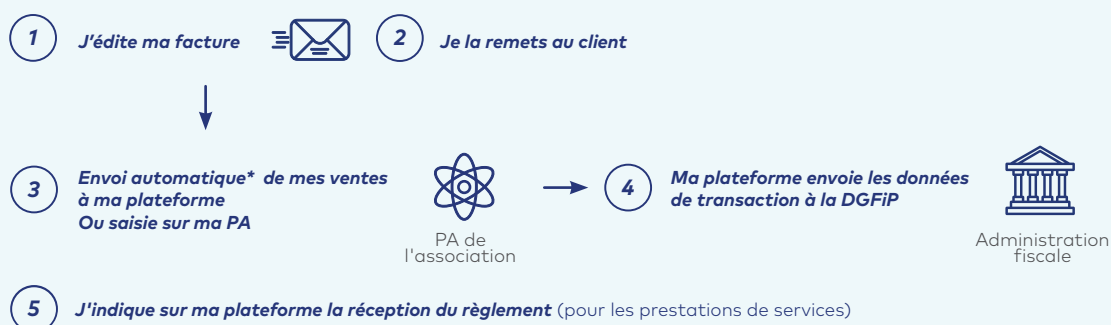 1 J'édite ma facture
2 Je la remets au client
3 Envoi automatique* de mes ventes
à ma plateforme
Ou saisie sur ma PA
PA de
l'association
4 Ma plateforme envoie les données
de transaction à la DGFiP
Administration
fiscale
5 J'indique sur ma plateforme la réception du règlement (pour les prestations de services)